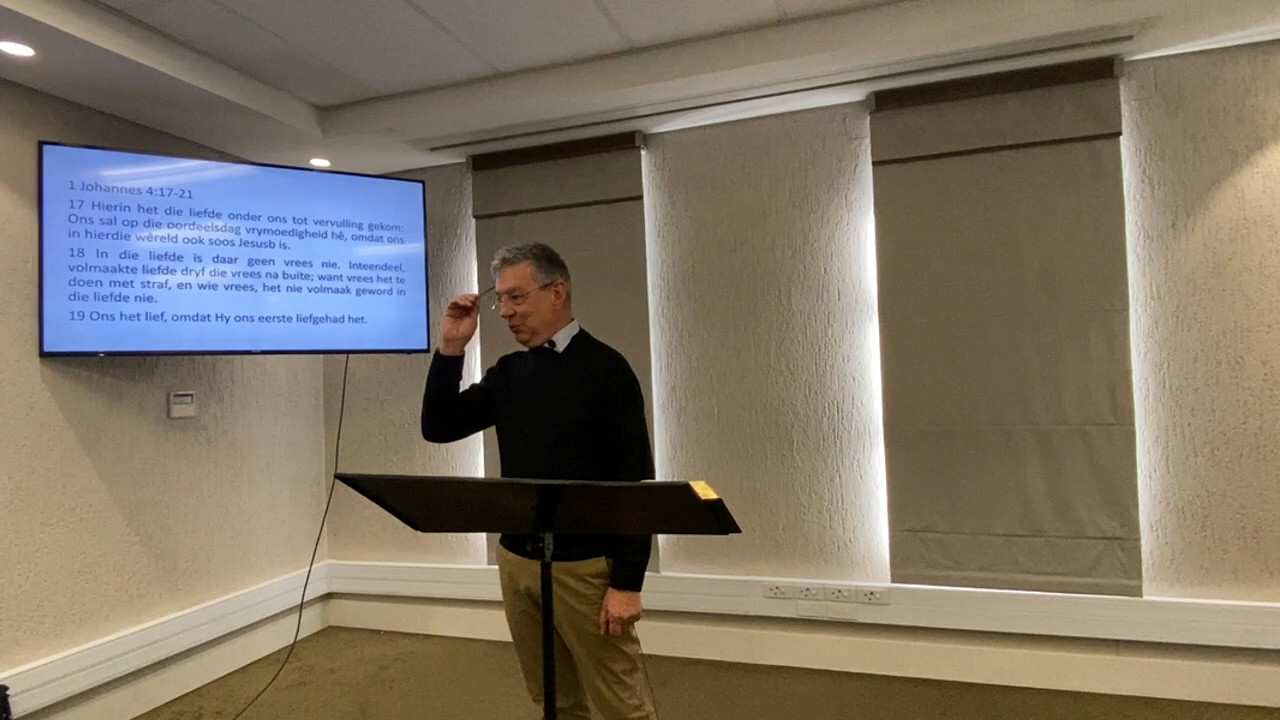 1 Johannes 4:17-21
17 Hierin het die liefde onder ons tot vervulling gekom:
Ons sal op die oordeelsdag vrymoedigheid hê, omdat ons
in hierdie wêreld ook soos Jesusb is.
18 In die liefde is daar geen vrees nie. Inteendeel,
volmaakte liefde dryf die vrees na buite; want vrees het te
doen met straf, en wie vrees, het nie volmaak geword in
die liefde nie.
19 Ons het lief, omdat Hy ons eerste liefgehad het.